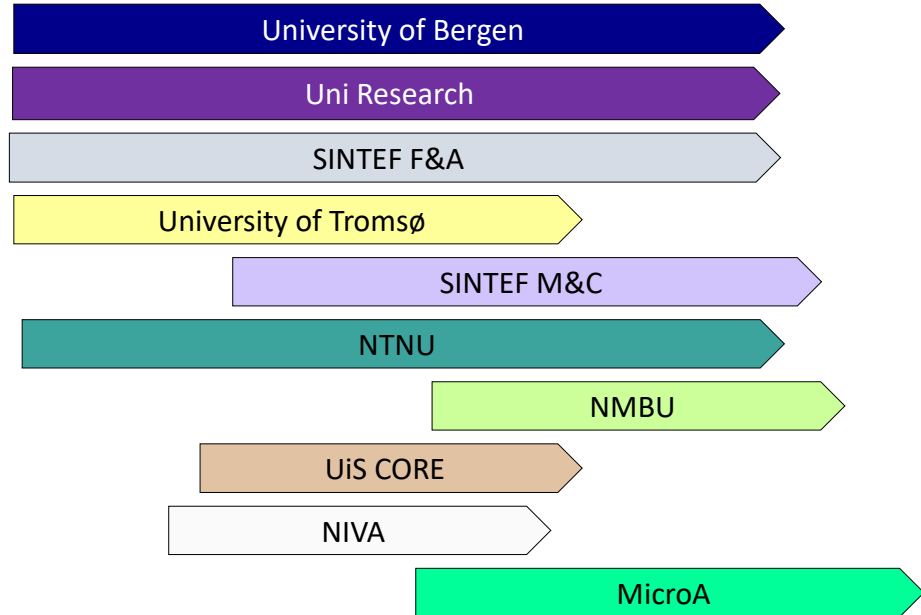 University of Bergen
Uni Research
SINTEF F&A
University of Tromsø
SINTEF M&C
NTNU
NMBU
UiS CORE
NIVA
MicroA